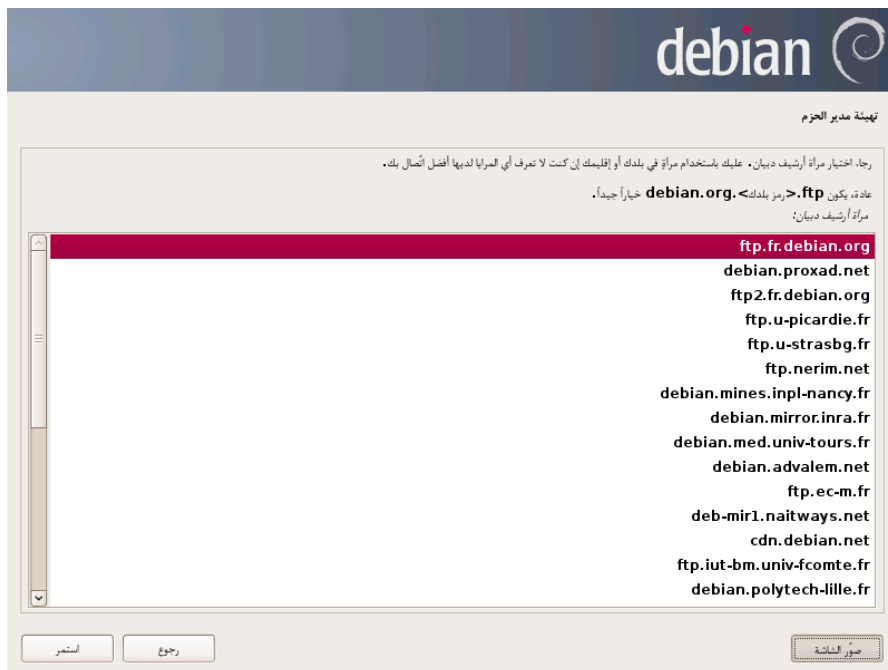 debian
تهيئة مدير الحزم
رجاء اختيار مرآة أرشيف دبيان. عليك باستخدام مرآةٍ في بلدك أو إقليمك إن كنت لا تعرف أي المرايا لديها أفضل اتّصال بك.
عادة، يكون ftp.<رمز بلدك>.debian.org خياراً جيداً.
مرآة أرشيف دبيان:
ftp.fr.debian.org
debian.proxad.net
ftp2.fr.debian.org
ftp.u-picardie.fr
ftp.u-strasbg.fr
ftp.nerim.net
debian.mines.inpl-nancy.fr
debian.mirror.inra.fr
debian.med.univ-tours.fr
debian.advalem.net
ftp.ec-m.fr
deb-mir1.naitways.net
cdn.debian.net
ftp.iut-bm.univ-fcomte.fr
debian.polytech-lille.fr
صوّر الشاشة
رجوع
استمر